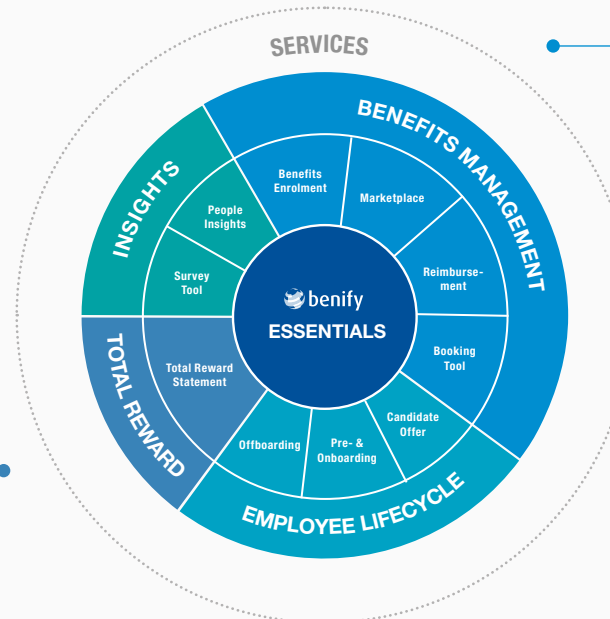 SERVICES
BENEFITS MANAGEMENT
Benefits
Enrolment
Marketplace
Reimburse-
ment
Booking
Tool
INSIGHTS
People
Insights
Survey
Tool
benify
ESSENTIALS
TOTAL REWARD
Total Reward
Statement
EMPLOYEE LIFECYCLE
Offboarding
Pre- &
Onboarding
Candidate
Offer